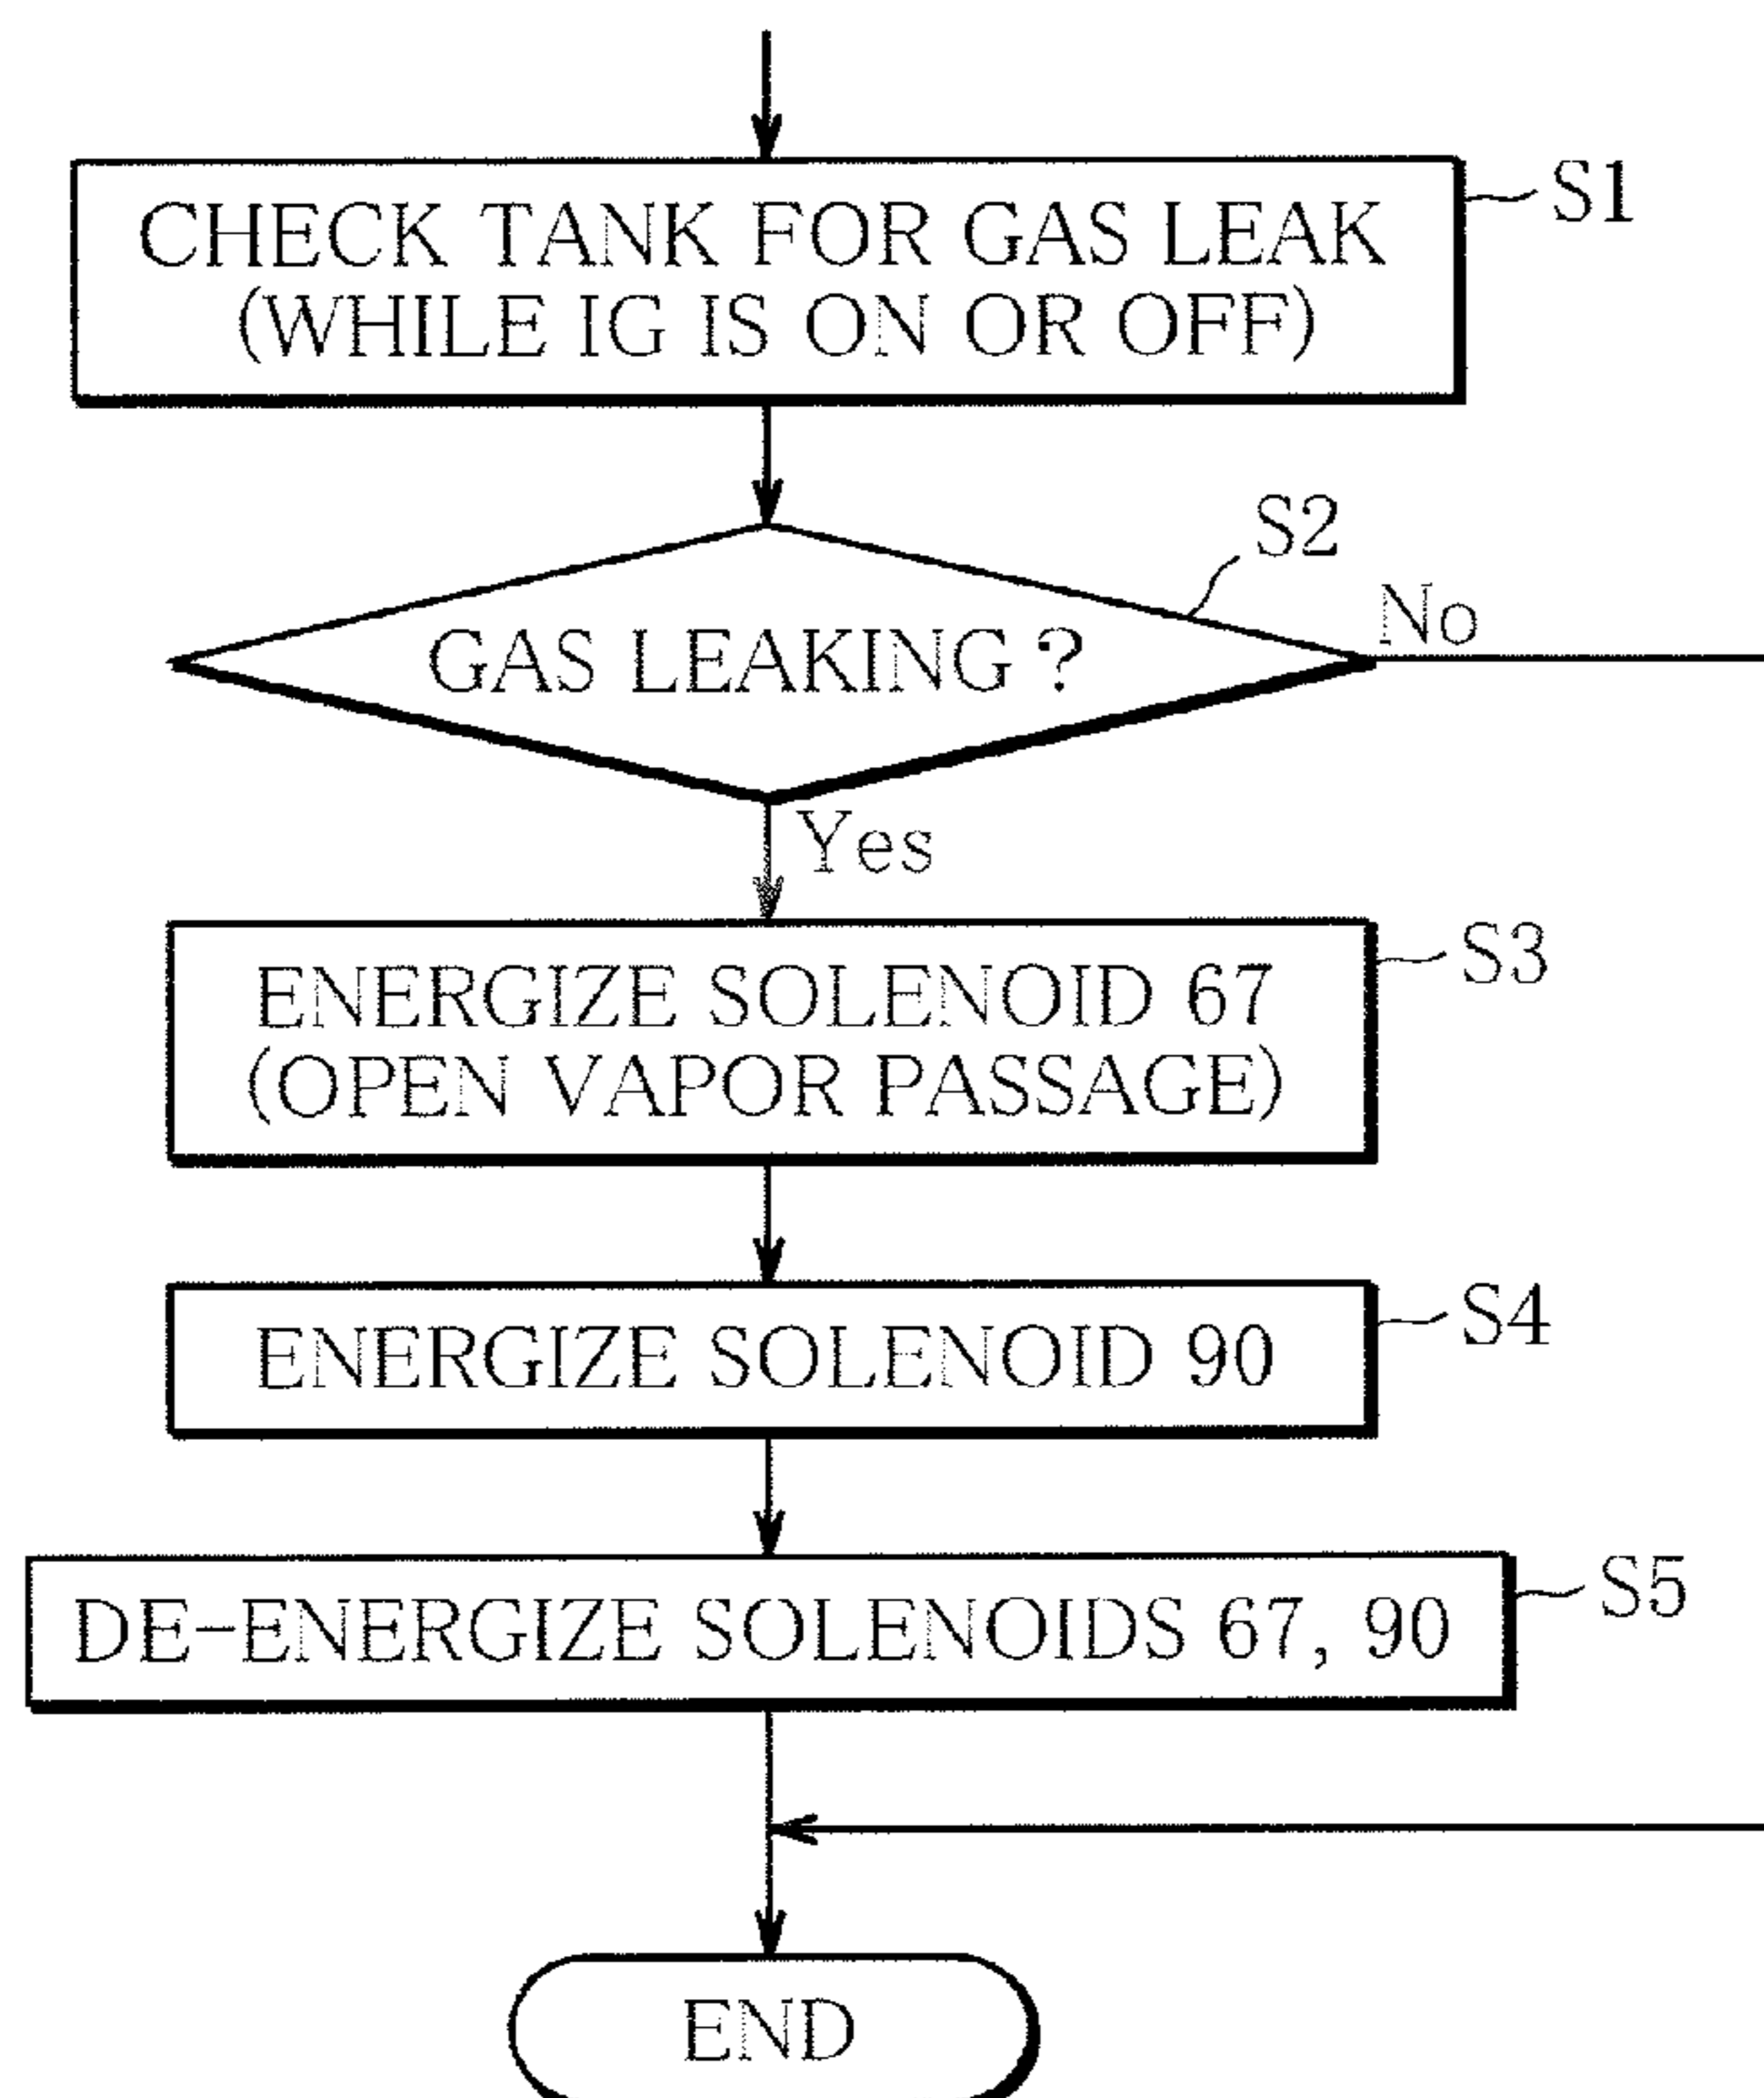 CHECK TANK FOR GAS LEAK
(WHILE IG IS ON OR OFF)
S1
S2
GAS LEAKING ?
No
Yes
ENERGIZE SOLENOID 67
(OPEN VAPOR PASSAGE)
S3
ENERGIZE SOLENOID 90
S4
DE-ENERGIZE SOLENOIDS 67, 90
S5
END